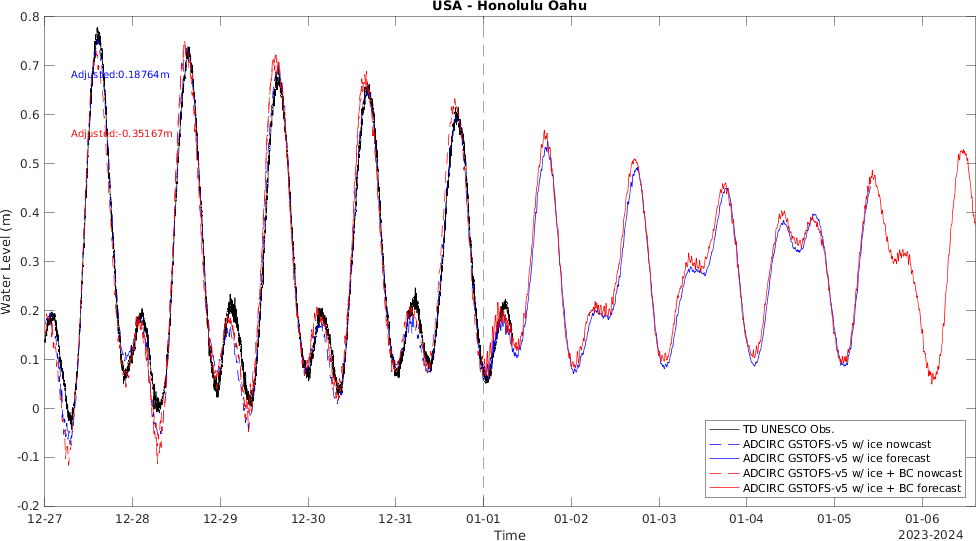 USA - Honolulu Oahu
0.8
0.7
0.6
0.5
0.4
0.3
0.2
0.1
0
-0.1
-0.2
Water Level (m)
Adjusted:0.18764m
Adjusted:-0.35167m
TD UNESCO Obs.
ADCIRC GSTOFS-v5 w/ ice nowcast
ADCIRC GSTOFS-v5 w/ ice forecast
ADCIRC GSTOFS-v5 w/ ice + BC nowcast
ADCIRC GSTOFS-v5 w/ ice + BC forecast
12-27 12-28 12-29 12-30 12-31 01-01 01-02 01-03 01-04 01-05 01-06
Time
2023-2024